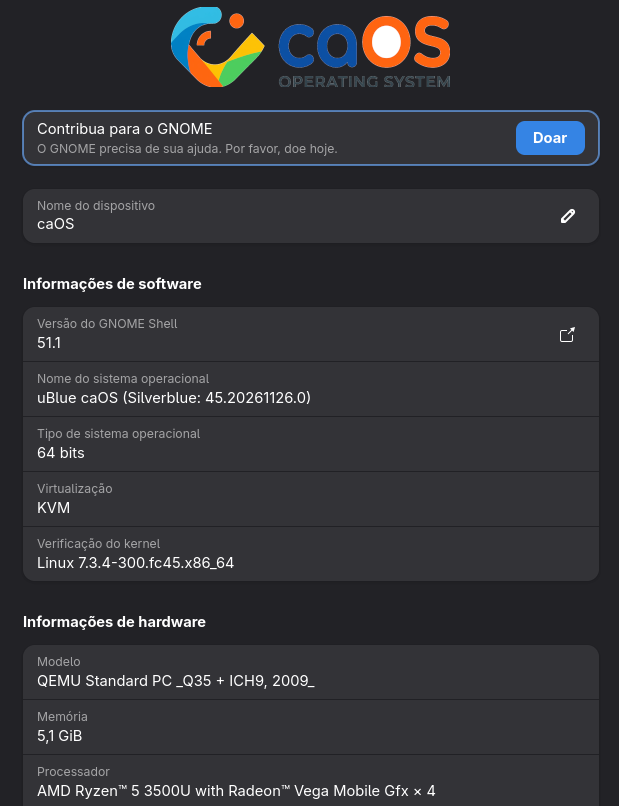 caOS
OPERATING SYSTEM
Contribua para o GNOME
O GNOME precisa de sua ajuda. Por favor, doe hoje.
Doar
Nome do dispositivo
caOS
Informações de software
Versão do GNOME Shell
51.1
Nome do sistema operacional
uBlue caOS (Silverblue: 45.20261126.0)
Tipo de sistema operacional
64 bits
Virtualização
KVM
Verificação do kernel
Linux 7.3.4-300.fc45.x86_64
Informações de hardware
Modelo
QEMU Standard PC _Q35 + ICH9, 2009_
Memória
5,1 GiB
Processador
AMD Ryzen™ 5 3500U with Radeon™ Vega Mobile Gfx × 4